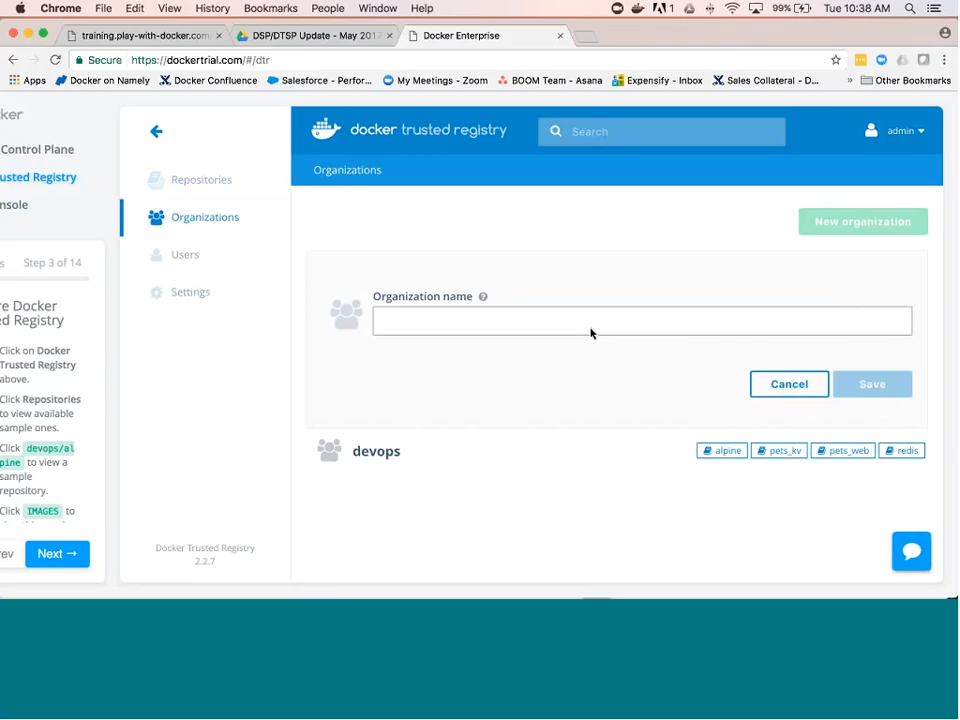 Chrome File Edit View History Bookmarks People Window Help 1 99% Tue 10:38 AM
training.play-with-docker.com × DSP/DTSP Update - May 2017 × Docker Enterprise ×
Secure https://dockertrial.com/#/dtr
Apps Docker on Namely Docker Confluence Salesforce - Perfor... My Meetings - Zoom BOOM Team - Asana Expensify - Inbox Sales Collateral - D... » Other Bookmarks
cker
Control Plane
usted Registry
nsole
s Step 3 of 14
re Docker
ed Registry
Click on Docker
Trusted Registry
above.
Click Repositories
to view available
sample ones.
Click devops/al
pine to view a
sample
repository.
Click IMAGES to
ev Next →
Repositories
Organizations
Users
Settings
Docker Trusted Registry
2.2.7
docker trusted registry Search admin
Organizations
New organization
Organization name ?
Cancel Save
devops alpine pets_kv pets_web redis